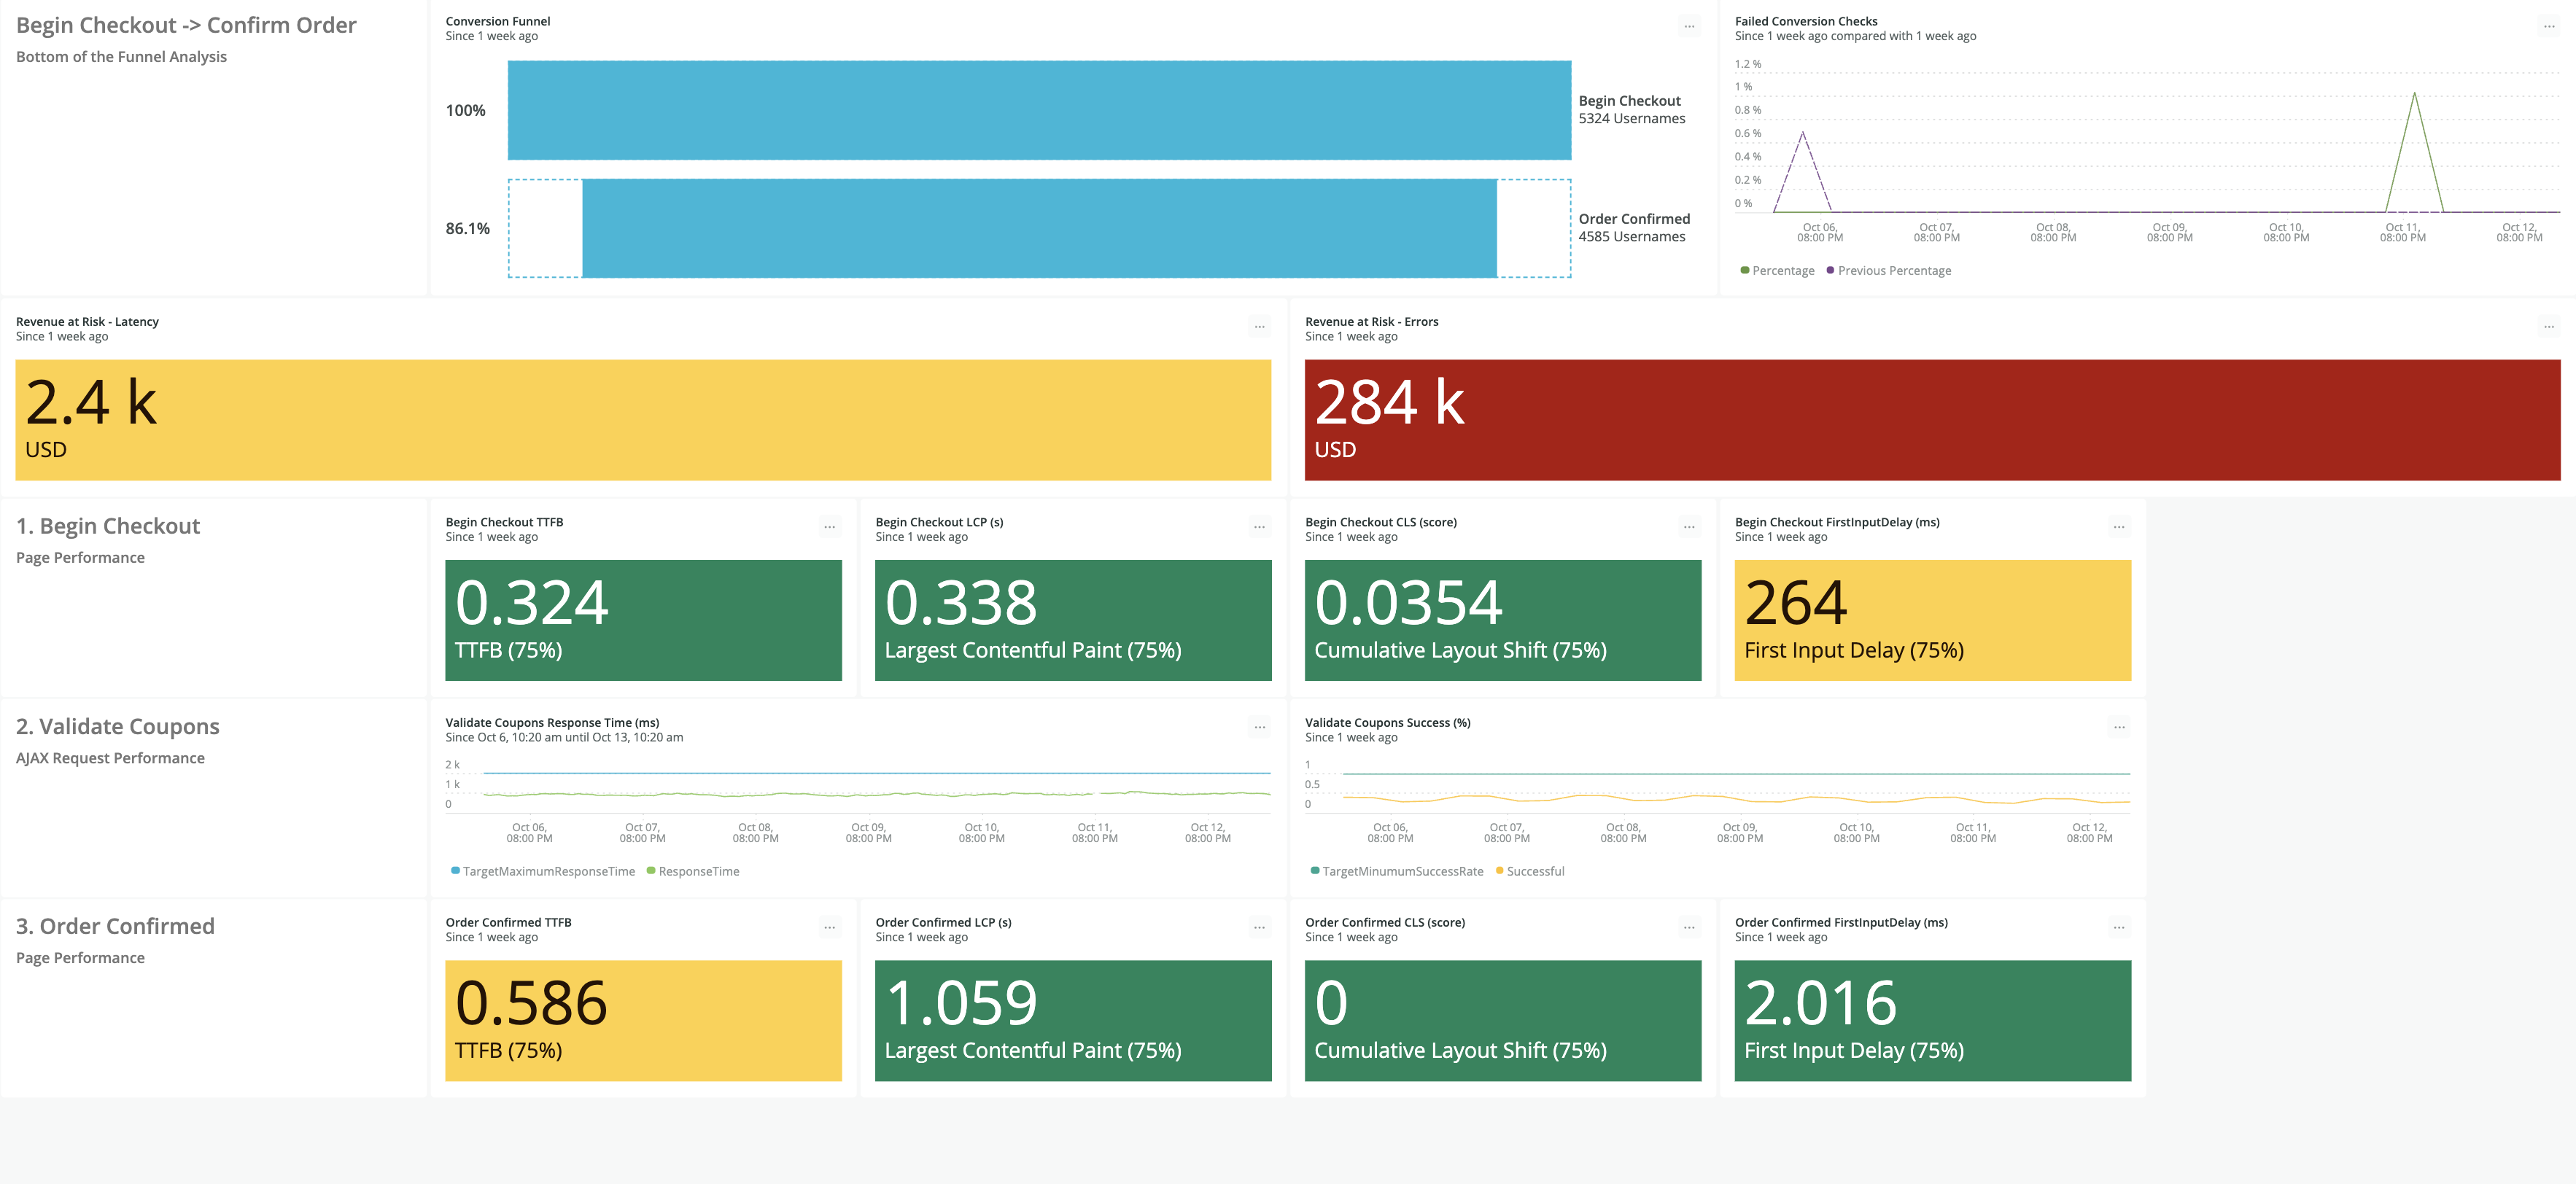 Begin Checkout -> Confirm Order
Bottom of the Funnel Analysis
Conversion Funnel
Since 1 week ago
...
100%
Begin Checkout
5324 Usernames
86.1%
Order Confirmed
4585 Usernames
Failed Conversion Checks
Since 1 week ago compared with 1 week ago
...
1.2 %
1 %
0.8 %
0.6 %
0.4 %
0.2 %
0 %
Oct 06, Oct 07, Oct 08, Oct 09, Oct 10, Oct 11, Oct 12,
08:00 PM 08:00 PM 08:00 PM 08:00 PM 08:00 PM 08:00 PM 08:00 PM
Percentage Previous Percentage
Revenue at Risk - Latency
Since 1 week ago
...
2.4 k
USD
Revenue at Risk - Errors
Since 1 week ago
...
284 k
USD
1. Begin Checkout
Page Performance
Begin Checkout TTFB
Since 1 week ago
...
0.324
TTFB (75%)
Begin Checkout LCP (s)
Since 1 week ago
...
0.338
Largest Contentful Paint (75%)
Begin Checkout CLS (score)
Since 1 week ago
...
0.0354
Cumulative Layout Shift (75%)
Begin Checkout FirstInputDelay (ms)
Since 1 week ago
...
264
First Input Delay (75%)
2. Validate Coupons
AJAX Request Performance
Validate Coupons Response Time (ms)
Since Oct 6, 10:20 am until Oct 13, 10:20 am
...
2 k
1 k
0
Oct 06, Oct 07, Oct 08, Oct 09, Oct 10, Oct 11, Oct 12,
08:00 PM 08:00 PM 08:00 PM 08:00 PM 08:00 PM 08:00 PM 08:00 PM
TargetMaximumResponseTime ResponseTime
Validate Coupons Success (%)
Since 1 week ago
...
1
0.5
0
Oct 06, Oct 07, Oct 08, Oct 09, Oct 10, Oct 11, Oct 12,
08:00 PM 08:00 PM 08:00 PM 08:00 PM 08:00 PM 08:00 PM 08:00 PM
TargetMinumumSuccessRate Successful
3. Order Confirmed
Page Performance
Order Confirmed TTFB
Since 1 week ago
...
0.586
TTFB (75%)
Order Confirmed LCP (s)
Since 1 week ago
...
1.059
Largest Contentful Paint (75%)
Order Confirmed CLS (score)
Since 1 week ago
...
0
Cumulative Layout Shift (75%)
Order Confirmed FirstInputDelay (ms)
Since 1 week ago
...
2.016
First Input Delay (75%)